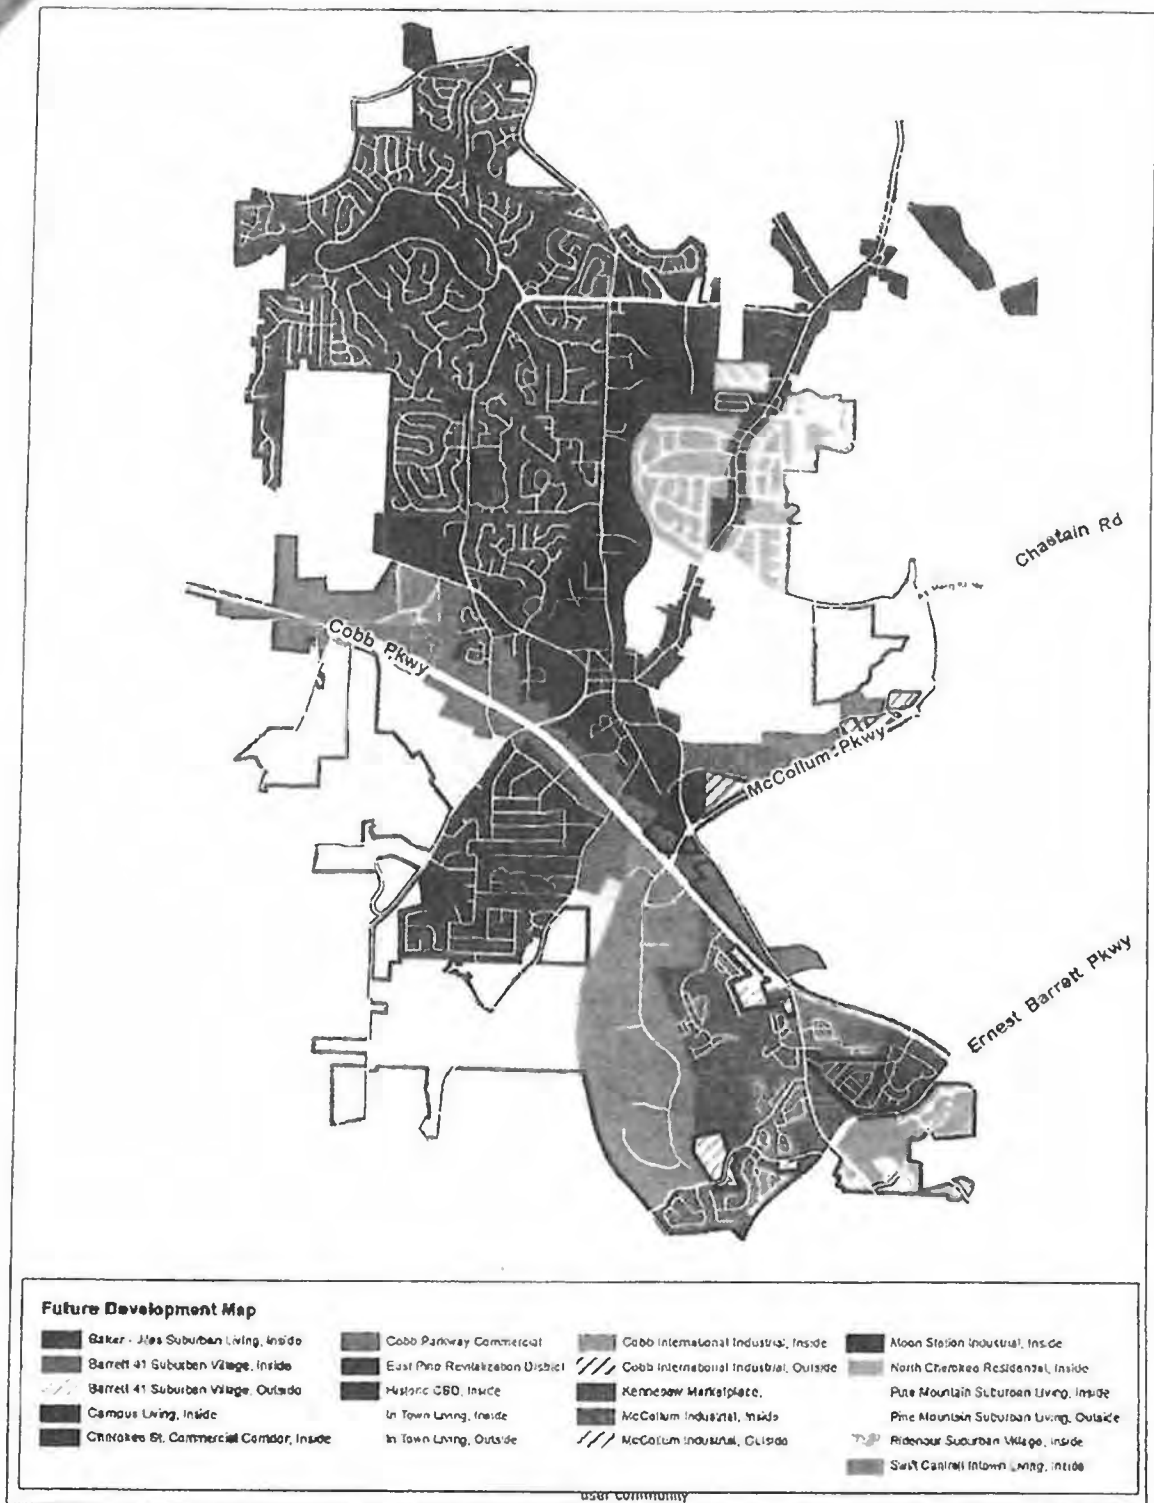 Chastain Rd
Cobb Pkwy
McCollum Pkwy
Ernest Barrett Pkwy
Future Development Map
Baker - Jiles Suburban Living, Inside
Barrett 41 Suburban Village, Inside
Barrett 41 Suburban Village, Outside
Campus Living, Inside
Cherokee St. Commercial Corridor, Inside
Cobb Parkway Commercial
East Pino Revitalization District
Historic CBD, Inside
In Town Living, Inside
In Town Living, Outside
Cobb International Industrial, Inside
Cobb International Industrial, Outside
Kennesaw Marketplace,
McCollum Industrial, Inside
McCollum Industrial, Outside
Moon Station Industrial, Inside
North Cherokee Residential, Inside
Pine Mountain Suburban Living, Inside
Pine Mountain Suburban Living, Outside
Ridenour Suburban Village, Inside
Swift Cantrell Intown Living, Inside
user community